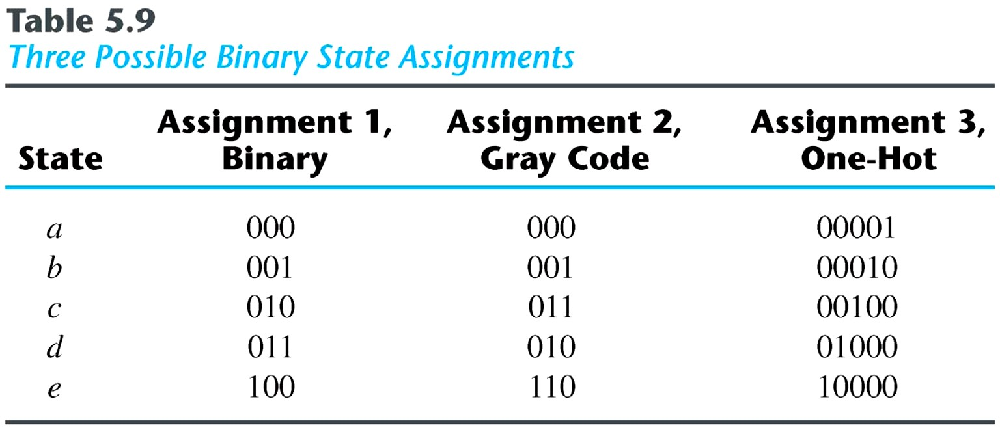 Table 5.9
Three Possible Binary State Assignments
State Assignment 1, Binary Assignment 2, Gray Code Assignment 3, One-Hot
a 000 000 00001
b 001 001 00010
c 010 011 00100
d 011 010 01000
e 100 110 10000